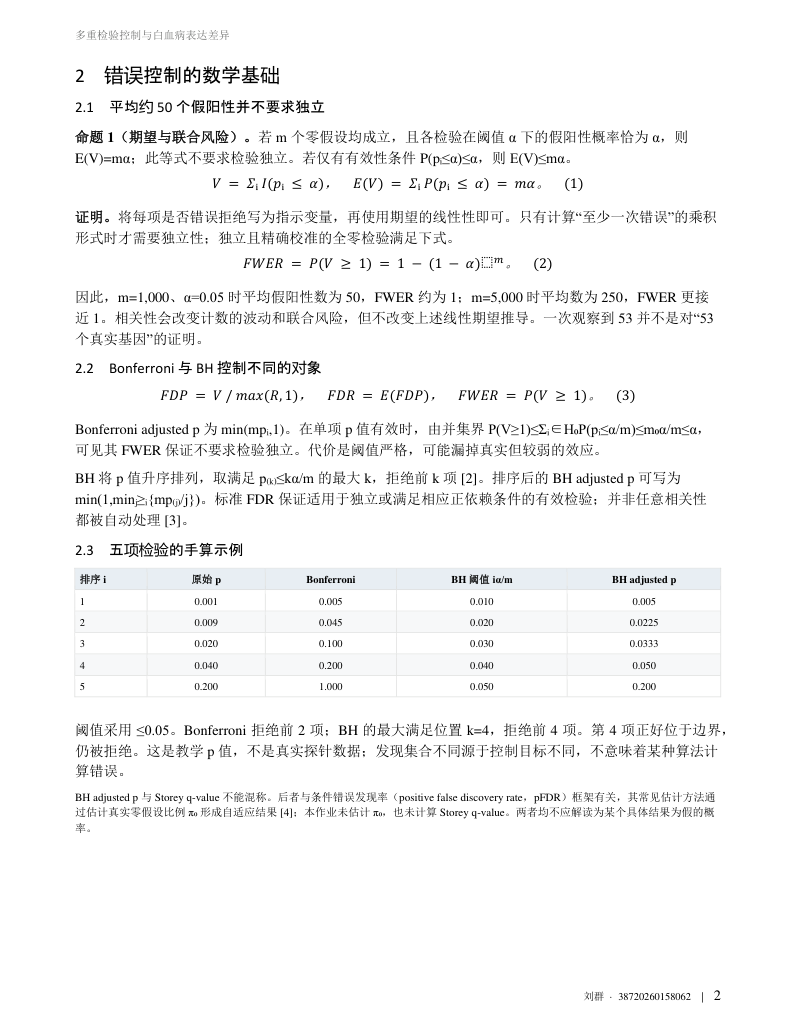 多重检验控制与白血病表达差异
2 错误控制的数学基础
2.1 平均约 50 个假阳性并不要求独立
命题 1（期望与联合风险）。若 m 个零假设均成立，且各检验在阈值 α 下的假阳性概率恰为 α，则
E(V)=mα；此等式不要求检验独立。若仅有有效性条件 P(pᵢ≤α)≤α，则 E(V)≤mα。
V = Σᵢ I(pᵢ ≤ α)， E(V) = Σᵢ P(pᵢ ≤ α) = mα。 (1)
证明。将每项是否错误拒绝写为指示变量，再使用期望的线性性即可。只有计算“至少一次错误”的乘积
形式时才需要独立性；独立且精确校准的全零检验满足下式。
FWER = P(V ≥ 1) = 1 − (1 − α)⬚ᵐ。 (2)
因此，m=1,000、α=0.05 时平均假阳性数为 50，FWER 约为 1；m=5,000 时平均数为 250，FWER 更接
近 1。相关性会改变计数的波动和联合风险，但不改变上述线性期望推导。一次观察到 53 并不是对“53
个真实基因”的证明。
2.2 Bonferroni 与 BH 控制不同的对象
FDP = V / max(R, 1)， FDR = E(FDP)， FWER = P(V ≥ 1)。 (3)
Bonferroni adjusted p 为 min(mpᵢ,1)。在单项 p 值有效时，由并集界 P(V≥1)≤Σᵢ∈H₀P(pᵢ≤α/m)≤m₀α/m≤α，
可见其 FWER 保证不要求检验独立。代价是阈值严格，可能漏掉真实但较弱的效应。
BH 将 p 值升序排列，取满足 p₍ₖ₎≤kα/m 的最大 k，拒绝前 k 项 [2]。排序后的 BH adjusted p 可写为
min(1,minⱼ≥ᵢ{mp₍ⱼ₎/j})。标准 FDR 保证适用于独立或满足相应正依赖条件的有效检验；并非任意相关性
都被自动处理 [3]。
2.3 五项检验的手算示例
排序 i 原始 p Bonferroni BH 阈值 iα/m BH adjusted p
1 0.001 0.005 0.010 0.005
2 0.009 0.045 0.020 0.0225
3 0.020 0.100 0.030 0.0333
4 0.040 0.200 0.040 0.050
5 0.200 1.000 0.050 0.200
阈值采用 ≤0.05。Bonferroni 拒绝前 2 项；BH 的最大满足位置 k=4，拒绝前 4 项。第 4 项正好位于边界，
仍被拒绝。这是教学 p 值，不是真实探针数据；发现集合不同源于控制目标不同，不意味着某种算法计
算错误。
BH adjusted p 与 Storey q-value 不能混称。后者与条件错误发现率（positive false discovery rate，pFDR）框架有关，其常见估计方法通
过估计真实零假设比例 π₀ 形成自适应结果 [4]；本作业未估计 π₀，也未计算 Storey q-value。两者均不应解读为某个具体结果为假的概
率。
刘群 · 38720260158062 | 2